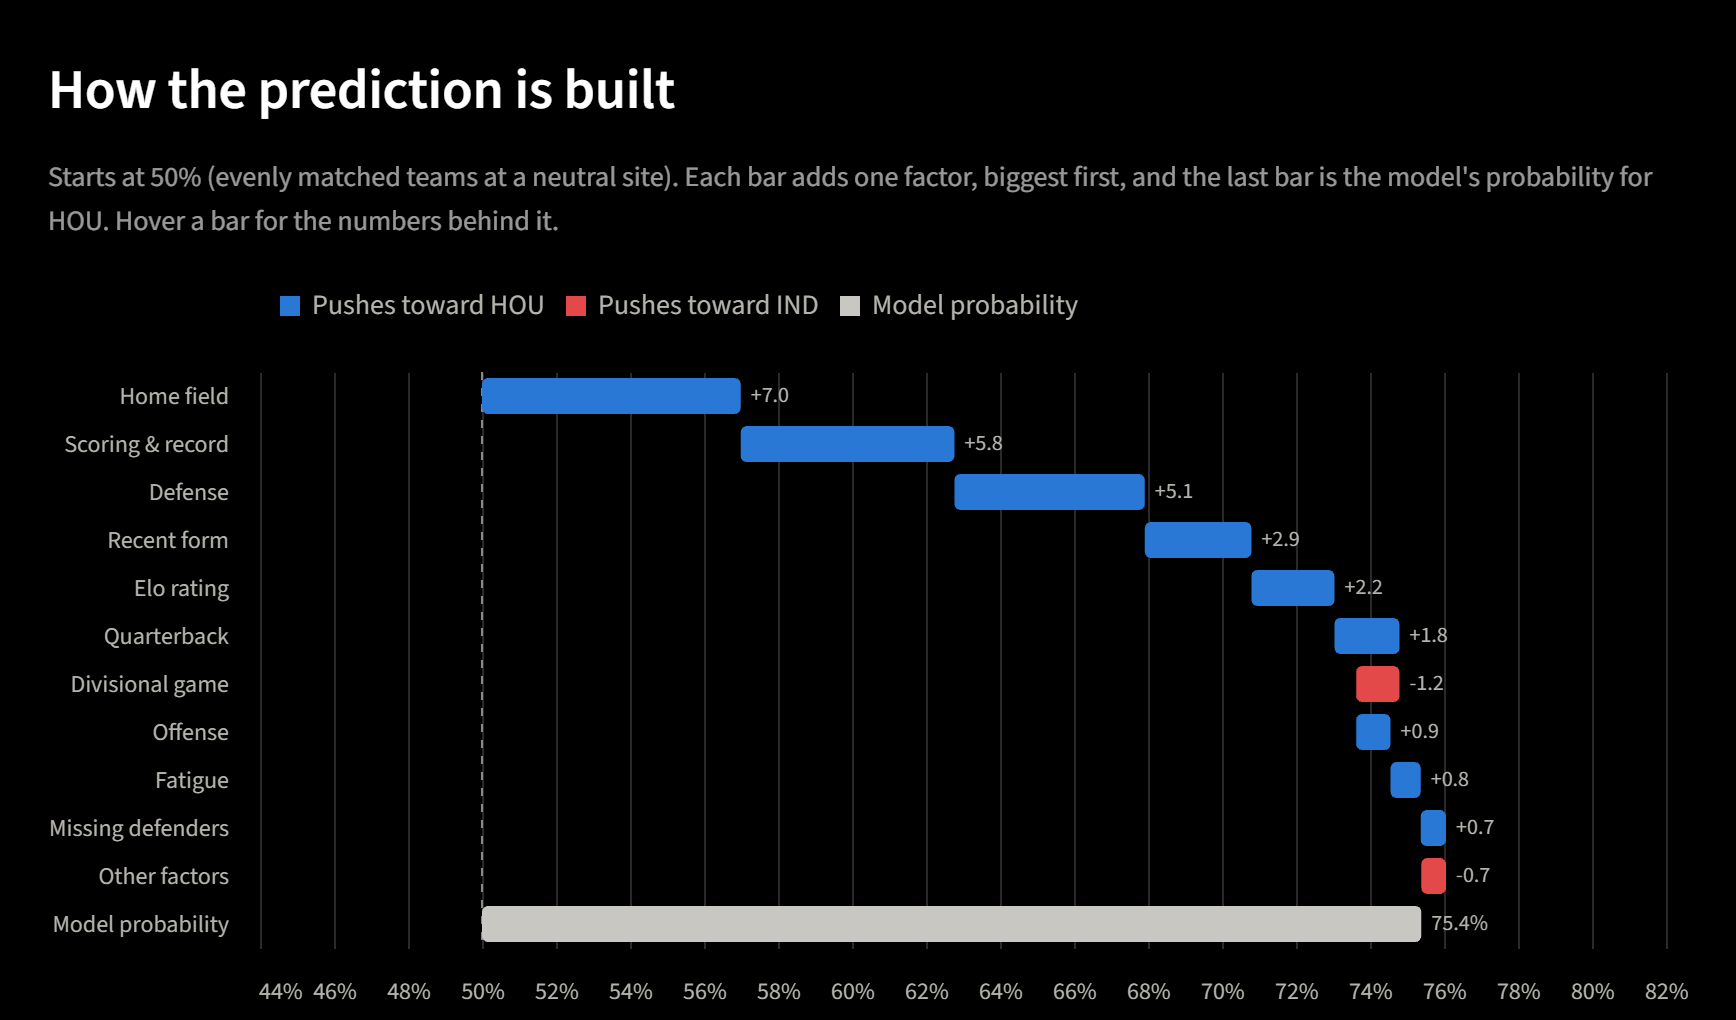 How the prediction is built
Starts at 50% (evenly matched teams at a neutral site). Each bar adds one factor, biggest first, and the last bar is the model's probability for
HOU. Hover a bar for the numbers behind it.
Pushes toward HOU Pushes toward IND Model probability
Home field +7.0
Scoring & record +5.8
Defense +5.1
Recent form +2.9
Elo rating +2.2
Quarterback +1.8
Divisional game -1.2
Offense +0.9
Fatigue +0.8
Missing defenders +0.7
Other factors -0.7
Model probability 75.4%
44% 46% 48% 50% 52% 54% 56% 58% 60% 62% 64% 66% 68% 70% 72% 74% 76% 78% 80% 82%